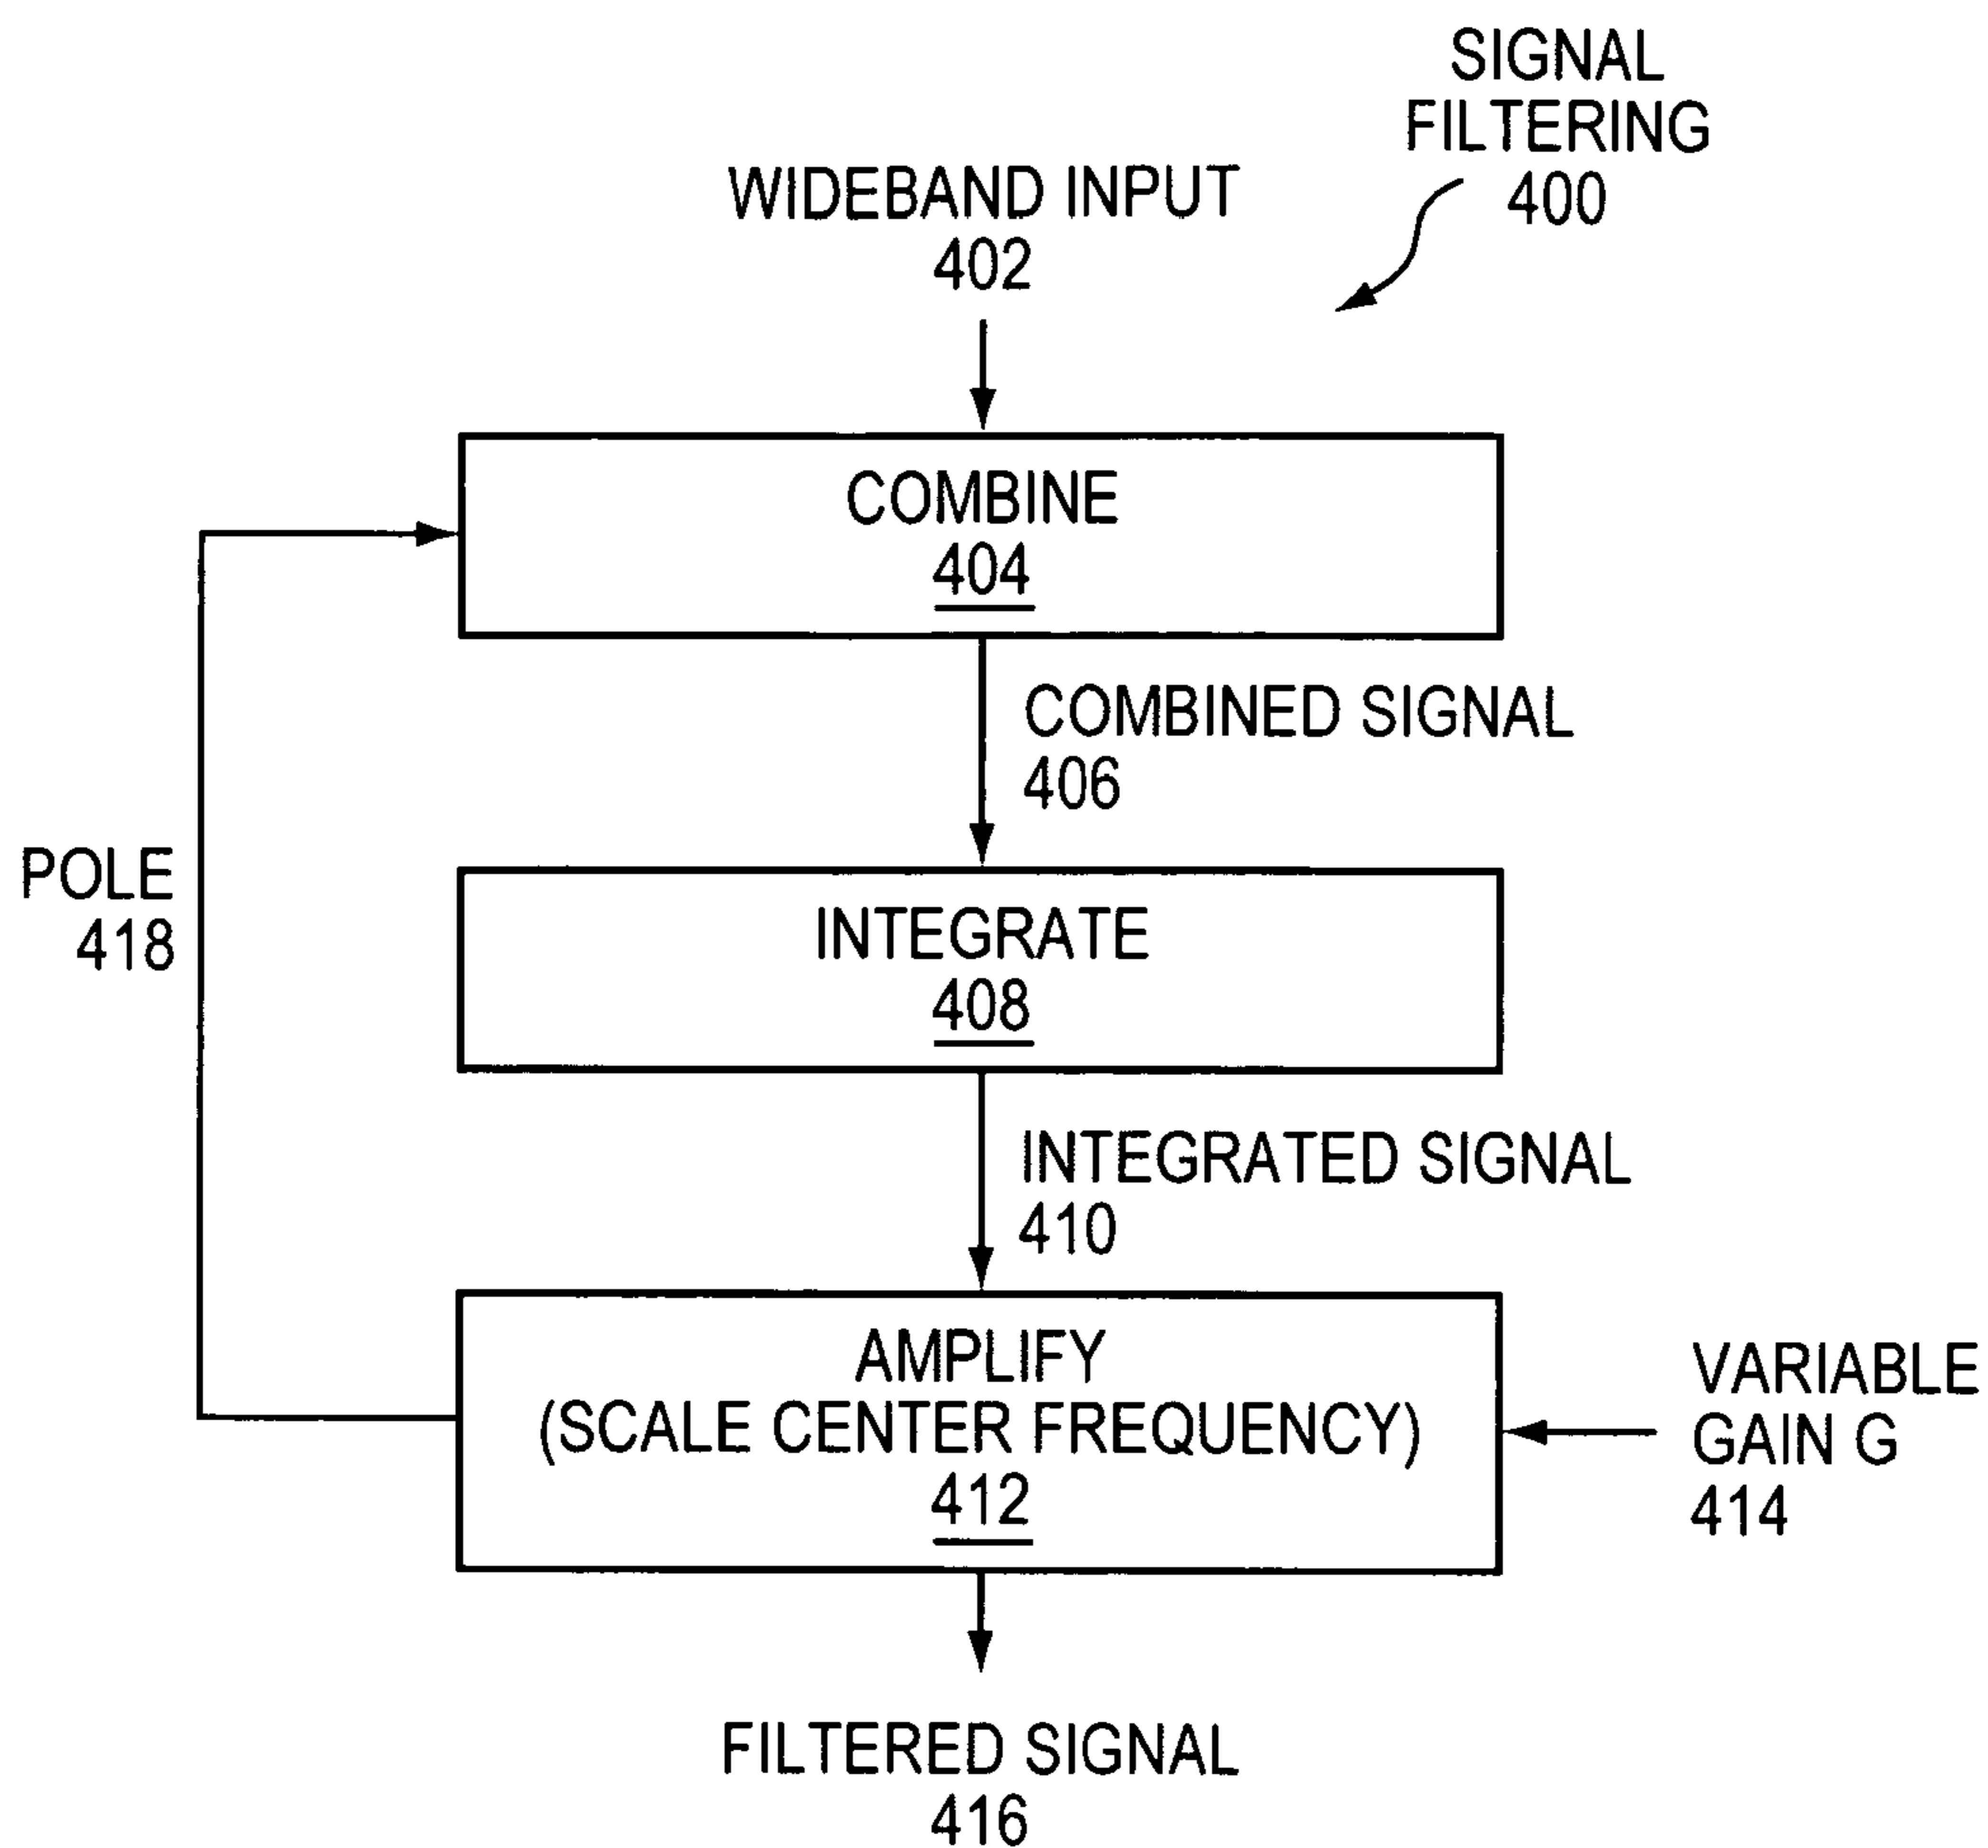 SIGNAL
FILTERING
400
WIDEBAND INPUT
402
COMBINE
404
COMBINED SIGNAL
406
POLE
418
INTEGRATE
408
INTEGRATED SIGNAL
410
AMPLIFY
(SCALE CENTER FREQUENCY)
412
VARIABLE
GAIN G
414
FILTERED SIGNAL
416